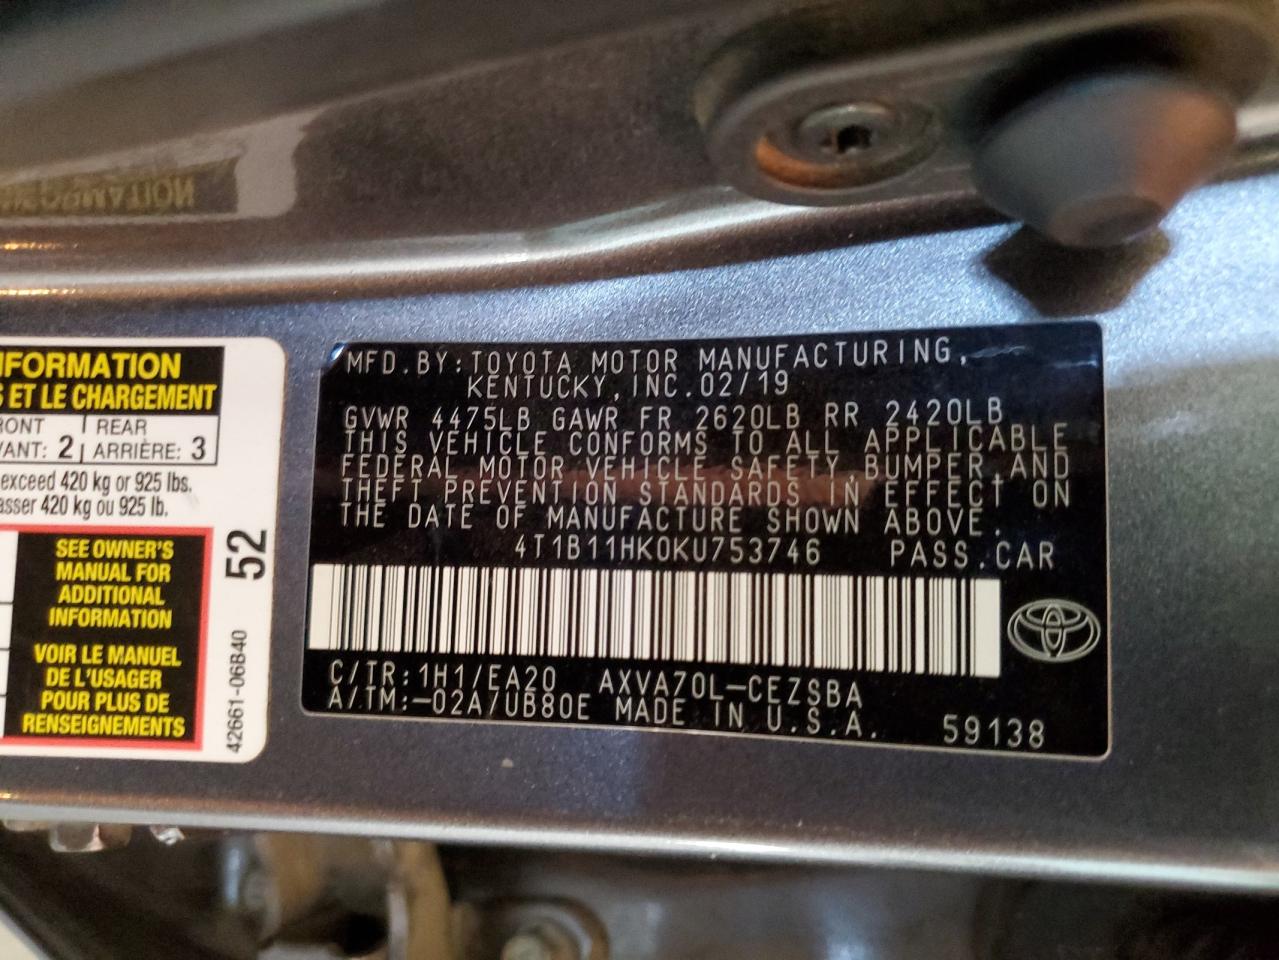 NFORMATION
S ET LE CHARGEMENT
RONT | REAR
VANT: 2 | ARRIÈRE: 3
exceed 420 kg or 925 lbs.
asser 420 kg ou 925 lb.
SEE OWNER'S
MANUAL FOR
ADDITIONAL
INFORMATION
VOIR LE MANUEL
DE L'USAGER
POUR PLUS DE
RENSEIGNEMENTS
52
42661-06B40
MFD. BY: TOYOTA MOTOR MANUFACTURING,
KENTUCKY, INC. 02/19
GVWR 4475LB GAWR FR 2620LB RR 2420LB
THIS VEHICLE CONFORMS TO ALL APPLICABLE
FEDERAL MOTOR VEHICLE SAFETY, BUMPER, AND
THEFT PREVENTION STANDARDS IN EFFECT ON
THE DATE OF MANUFACTURE SHOWN ABOVE.
4T1B11HK0KU753746 PASS. CAR
C/TR: 1H1/EA20 AXVA70L-CEZSBA
A/TM: -02A/UB80E MADE IN U.S.A. 59138